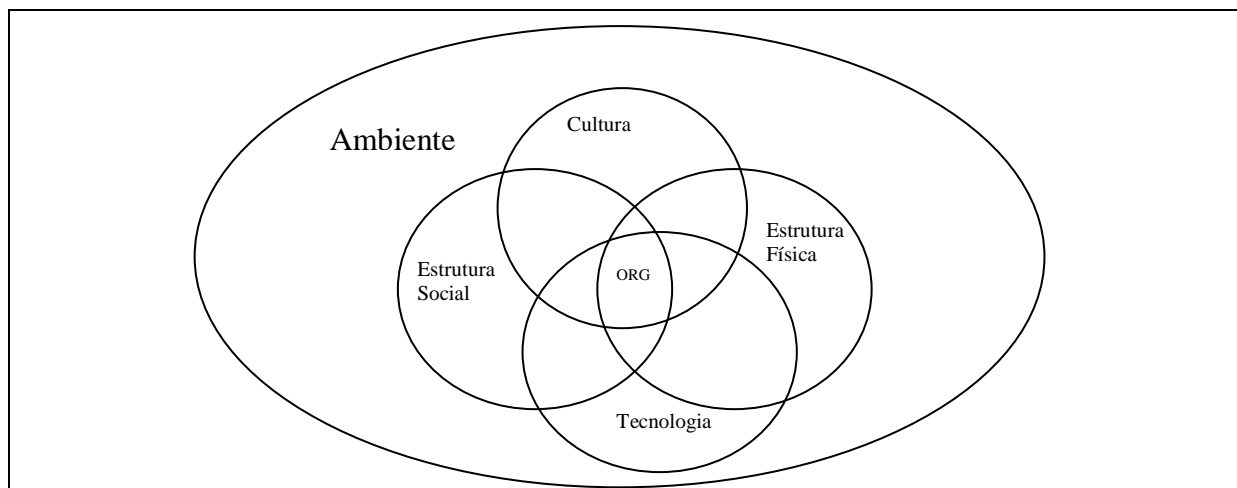 Cultura
Ambiente
Estrutura
Física
Estrutura
Social
ORG
Tecnologia